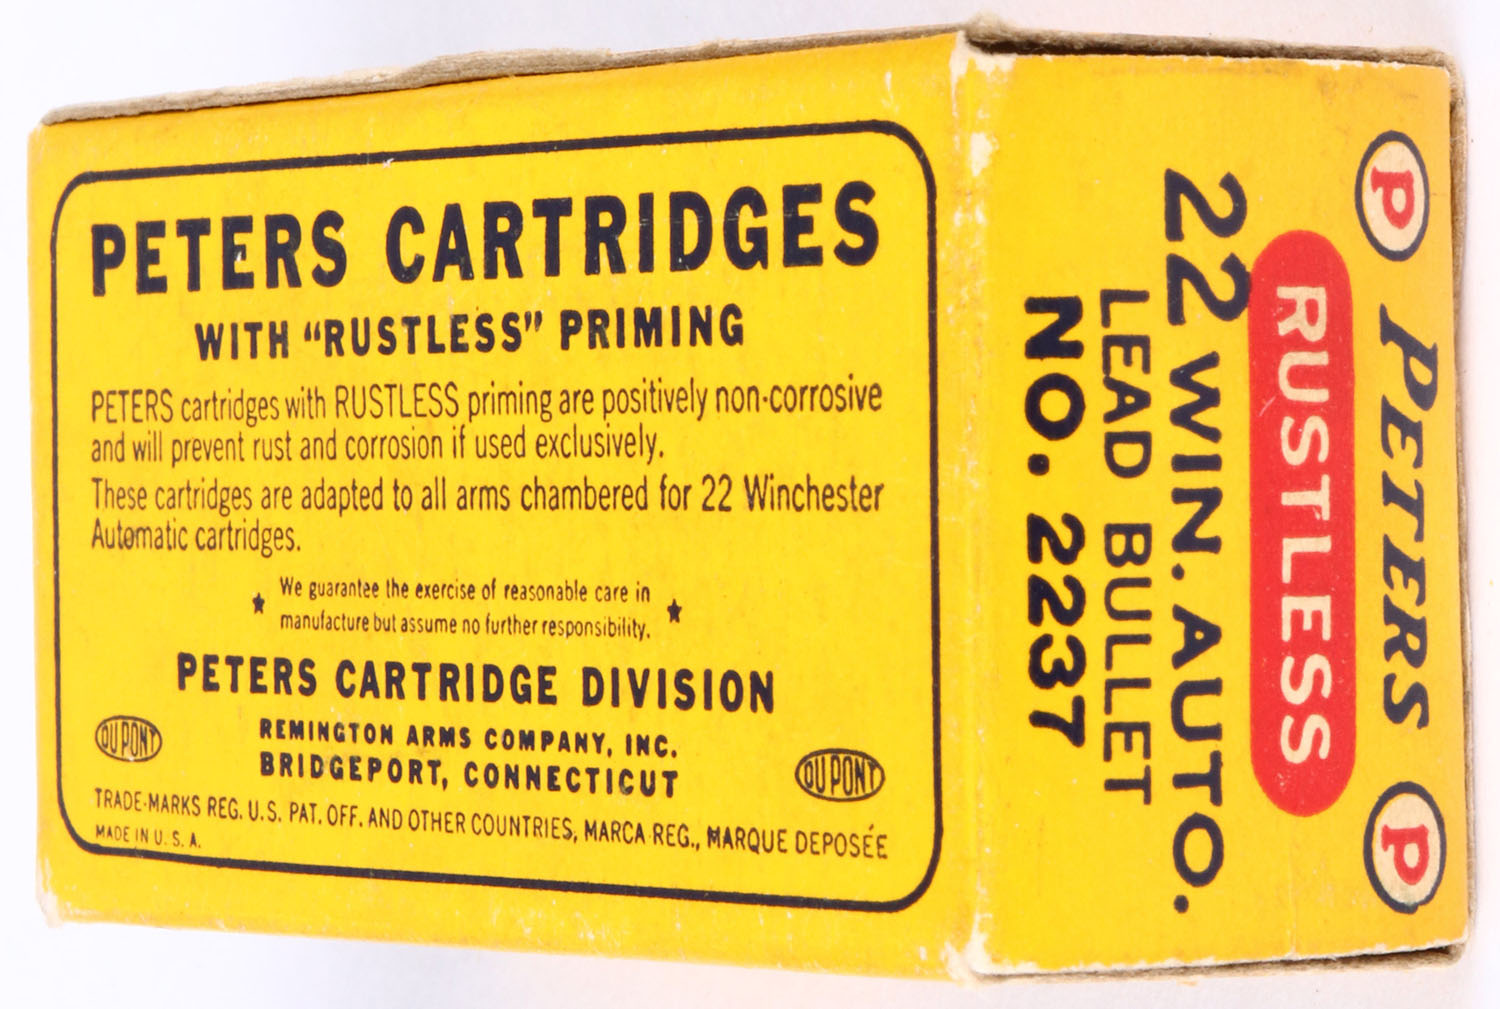 PETERS CARTRIDGES
WITH "RUSTLESS" PRIMING
PETERS cartridges with RUSTLESS priming are positively non-corrosive
and will prevent rust and corrosion if used exclusively.
These cartridges are adapted to all arms chambered for 22 Winchester
Automatic cartridges.
We guarantee the exercise of reasonable care in
manufacture but assume no further responsibility.
PETERS CARTRIDGE DIVISION
REMINGTON ARMS COMPANY, INC.
BRIDGEPORT, CONNECTICUT
DU PONT
DU PONT
TRADE-MARKS REG. U.S. PAT. OFF. AND OTHER COUNTRIES, MARCA REG., MARQUE DEPOSÉE
MADE IN U. S. A.
P PETERS P
RUSTLESS
22 WIN. AUTO.
LEAD BULLET
NO. 2237